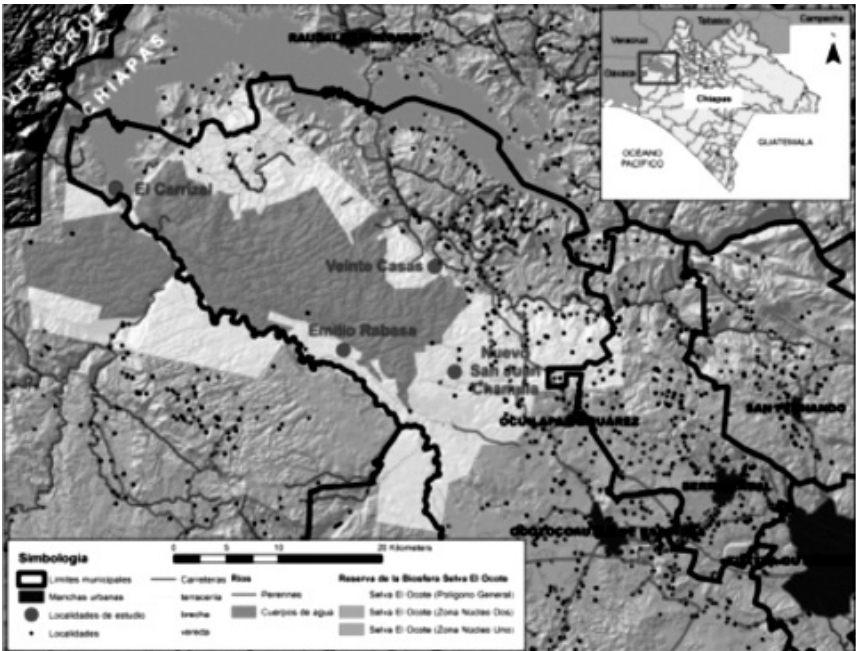 VERACRUZ
CHIAPAS
Tabasco
Campeche
Veracruz
Oaxaca
Chiapas
OCÉANO
PACÍFICO
GUATEMALA
El Carrizal
Veinte Casas
Emilio Rabasa
Nuevo
San Juan
Chamula
SAN FERNANDO
Simbología
0 5 10 20 Kilometers
Límites municipales
Manchas urbanas
Localidades de estudio
Localidades
Carreteras
terracería
brecha
vereda
Ríos
Perennes
Cuerpos de agua
Reserva de la Biosfera Selva El Ocote
Selva El Ocote (Polígono General)
Selva El Ocote (Zona Núcleo Dos)
Selva El Ocote (Zona Núcleo Uno)